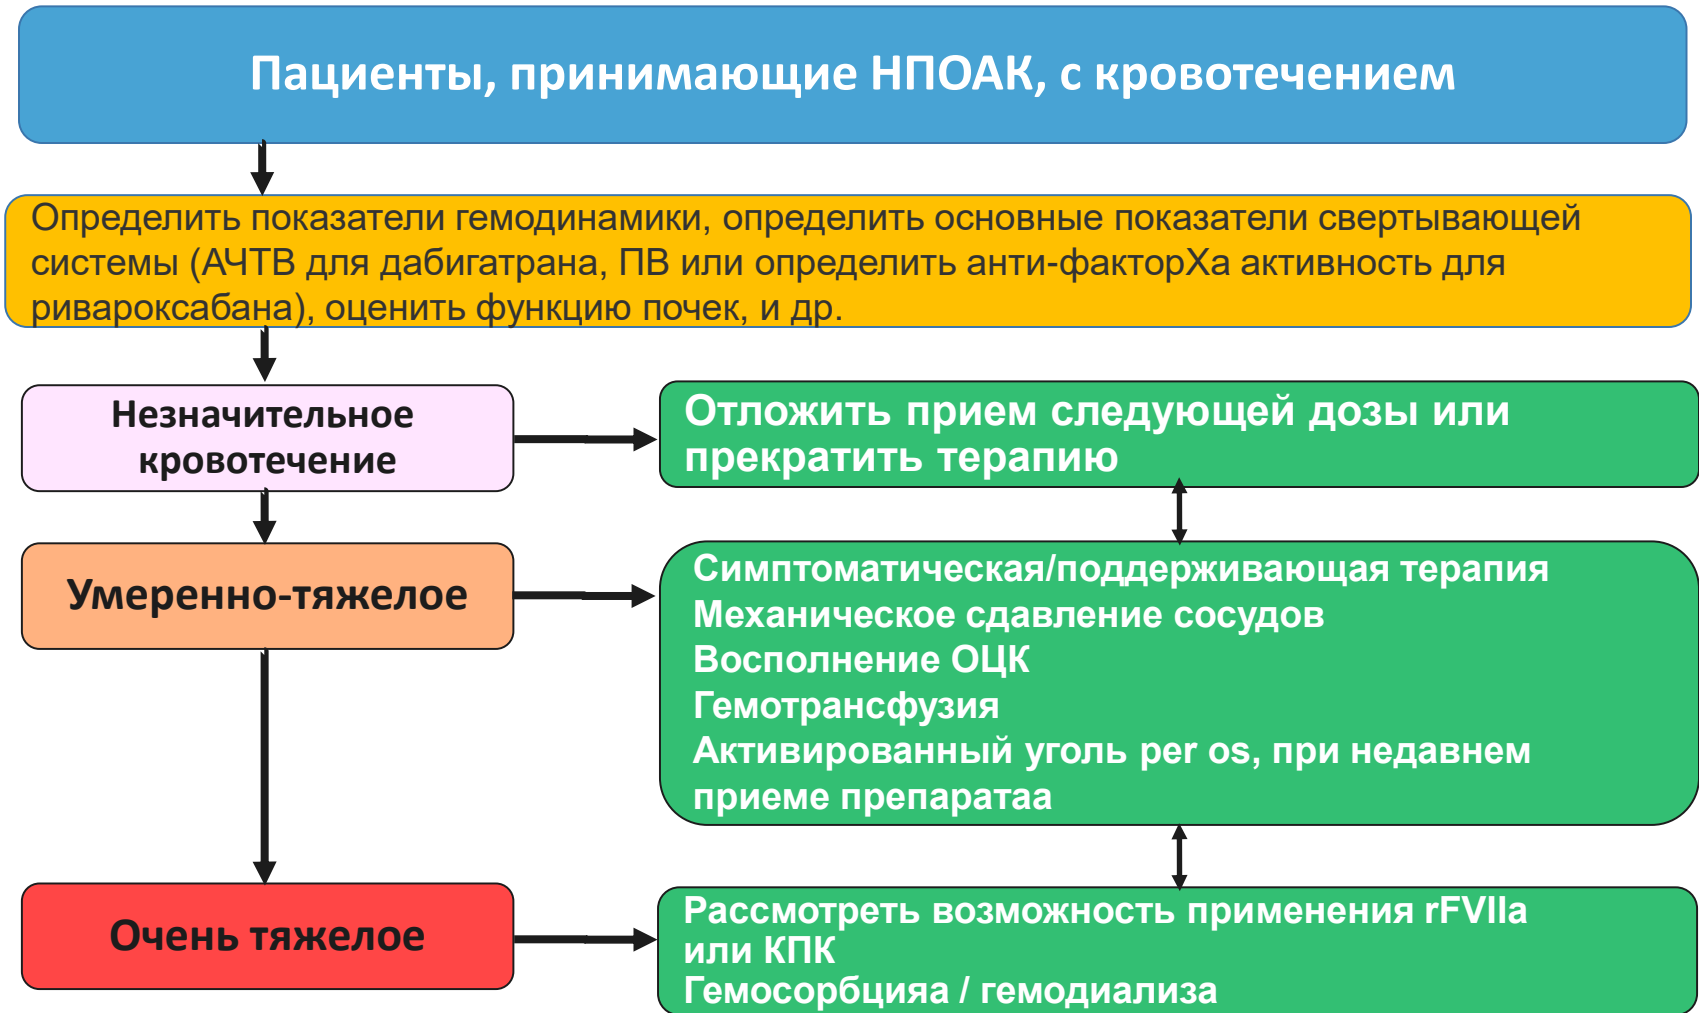 Пациенты, принимающие НПОАК, с кровотечением
Определить показатели гемодинамики, определить основные показатели свертывающей
системы (АЧТВ для дабигатрана, ПВ или определить анти-факторХа активность для
ривароксабана), оценить функцию почек, и др.
Незначительное
кровотечение
Отложить прием следующей дозы или
прекратить терапию
Умеренно-тяжелое
Симптоматическая/поддерживающая терапия
Механическое сдавление сосудов
Восполнение ОЦК
Гемотрансфузия
Активированный уголь per os, при недавнем
приеме препаратаа
Очень тяжелое
Рассмотреть возможность применения rFVIIa
или КПК
Гемосорбцияа / гемодиализа